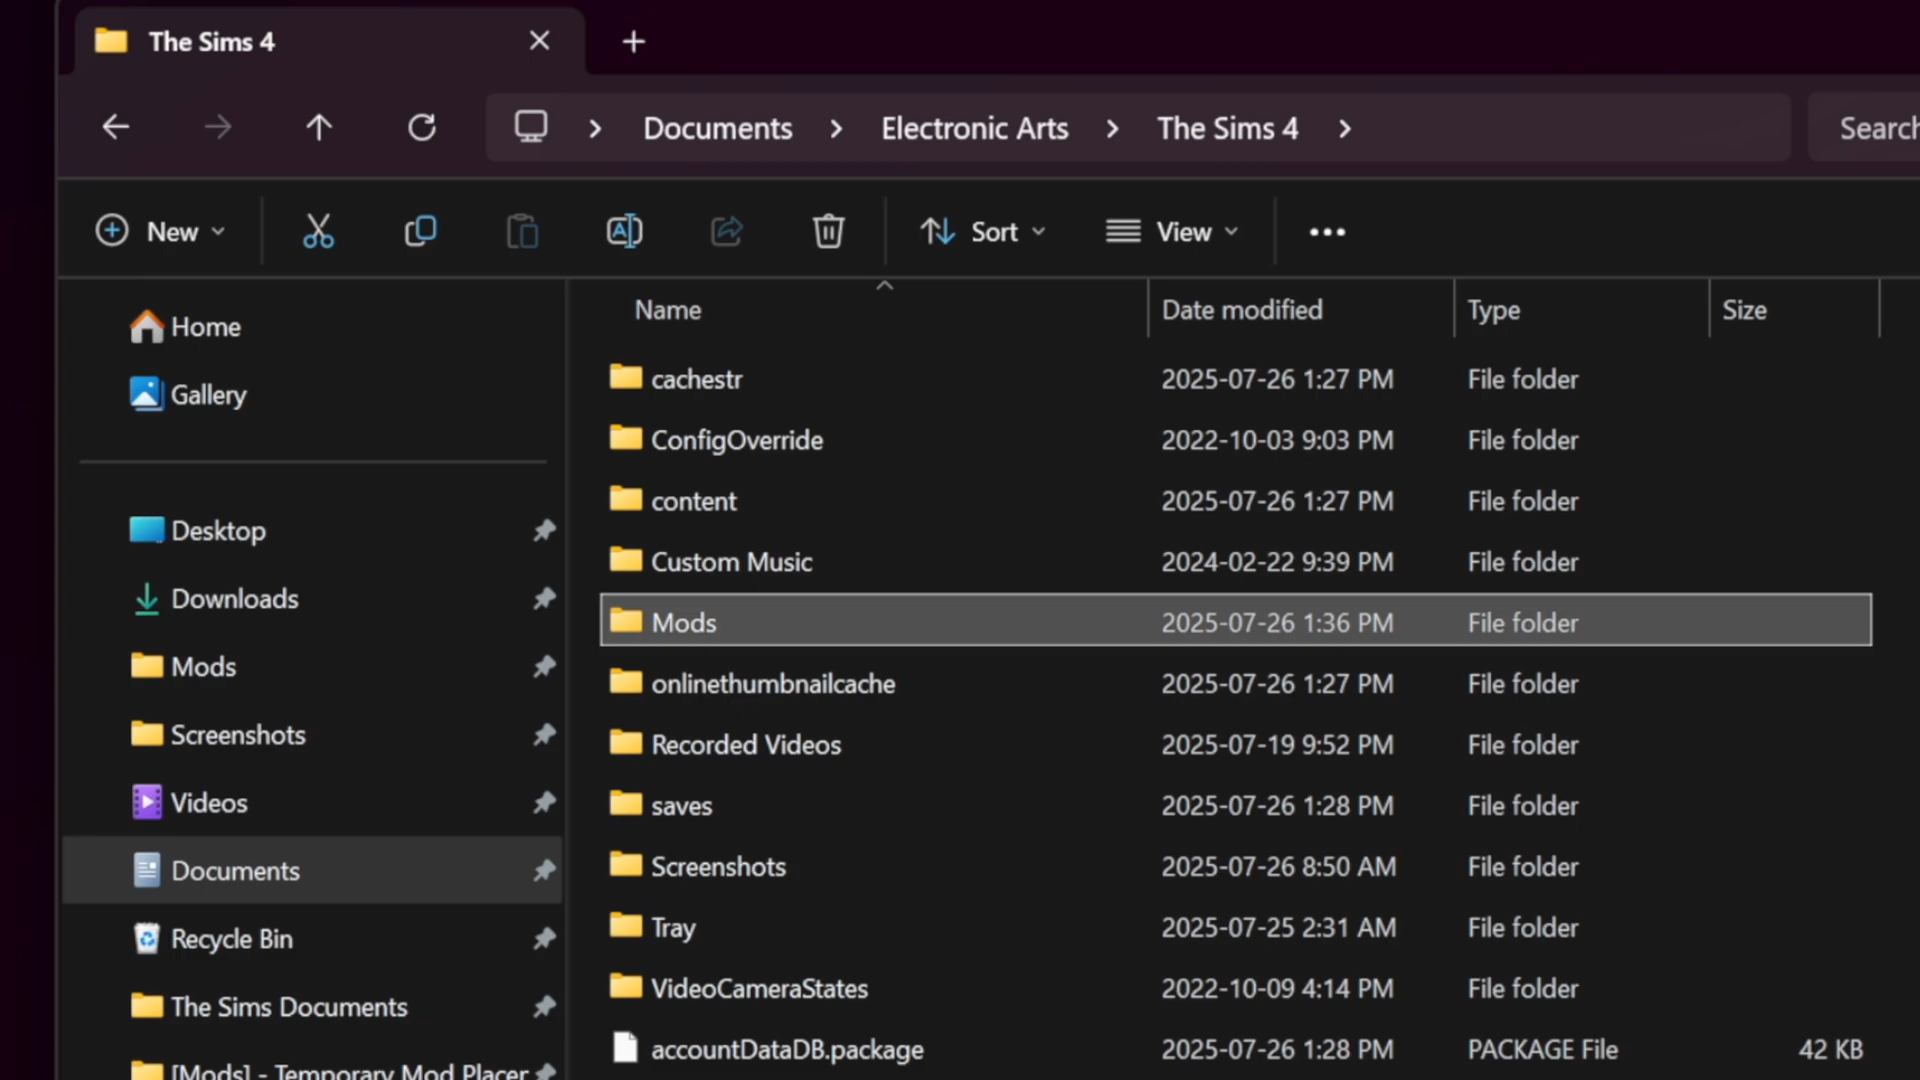 The Sims 4
Documents > Electronic Arts > The Sims 4 >
Search
New
Sort
View
Home
Gallery
Desktop
Downloads
Mods
Screenshots
Videos
Documents
Recycle Bin
The Sims Documents
[Mods] - Temporary Mod Placer
Name Date modified Type Size
cachestr 2025-07-26 1:27 PM File folder
ConfigOverride 2022-10-03 9:03 PM File folder
content 2025-07-26 1:27 PM File folder
Custom Music 2024-02-22 9:39 PM File folder
Mods 2025-07-26 1:36 PM File folder
onlinethumbnailcache 2025-07-26 1:27 PM File folder
Recorded Videos 2025-07-19 9:52 PM File folder
saves 2025-07-26 1:28 PM File folder
Screenshots 2025-07-26 8:50 AM File folder
Tray 2025-07-25 2:31 AM File folder
VideoCameraStates 2022-10-09 4:14 PM File folder
accountDataDB.package 2025-07-26 1:28 PM PACKAGE File 42 KB